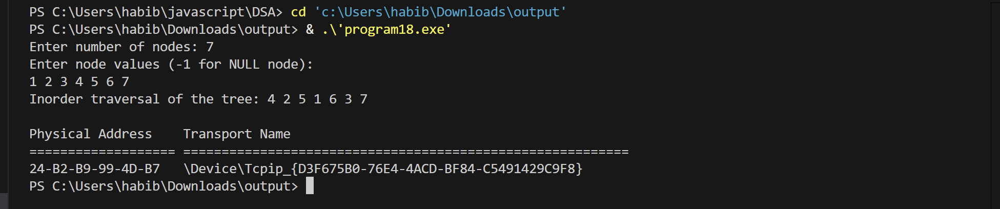 PS C:\Users\habib\javascript\DSA> cd 'c:\Users\habib\Downloads\output'
PS C:\Users\habib\Downloads\output> & .\'program18.exe'
Enter number of nodes: 7
Enter node values (-1 for NULL node):
1 2 3 4 5 6 7
Inorder traversal of the tree: 4 2 5 1 6 3 7

Physical Address    Transport Name
=================== ==========================================================
24-B2-B9-99-4D-B7   \Device\Tcpip_{D3F675B0-76E4-4ACD-BF84-C5491429C9F8}
PS C:\Users\habib\Downloads\output>